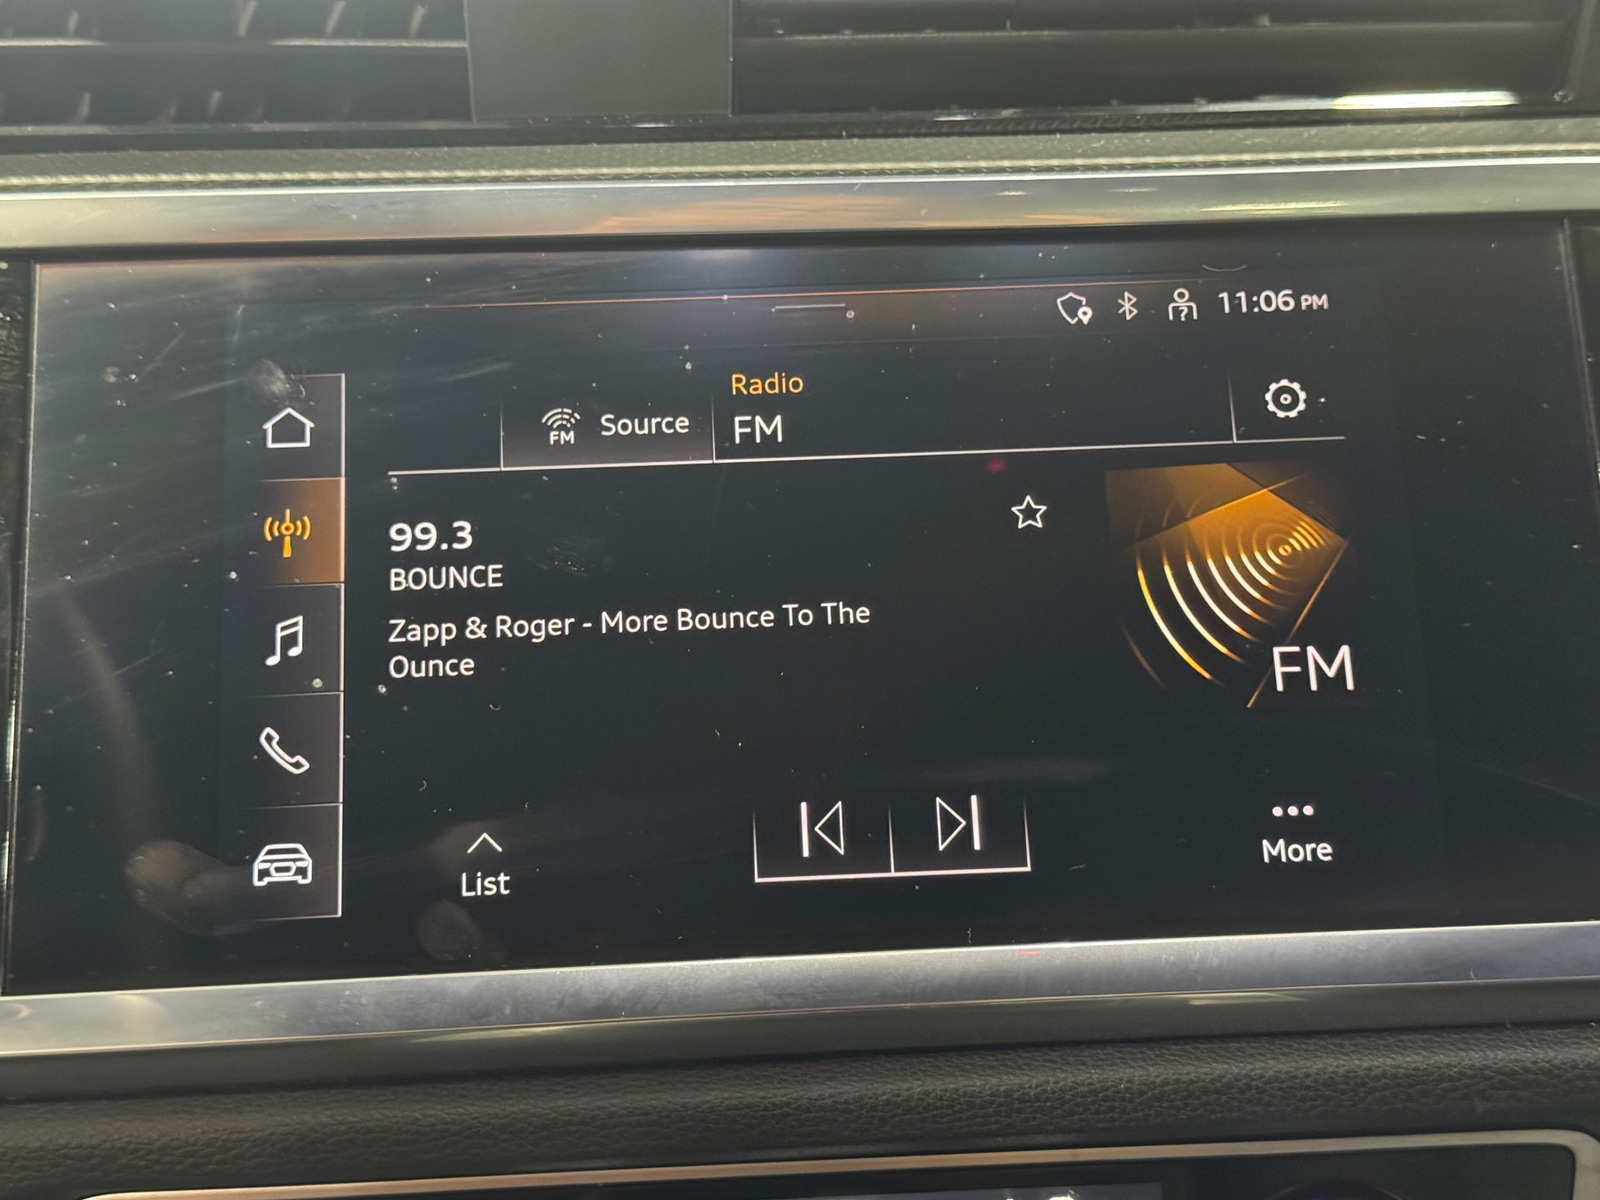 11:06 PM
Radio
FM Source FM
99.3
BOUNCE
Zapp & Roger - More Bounce To The
Ounce
FM
List
More